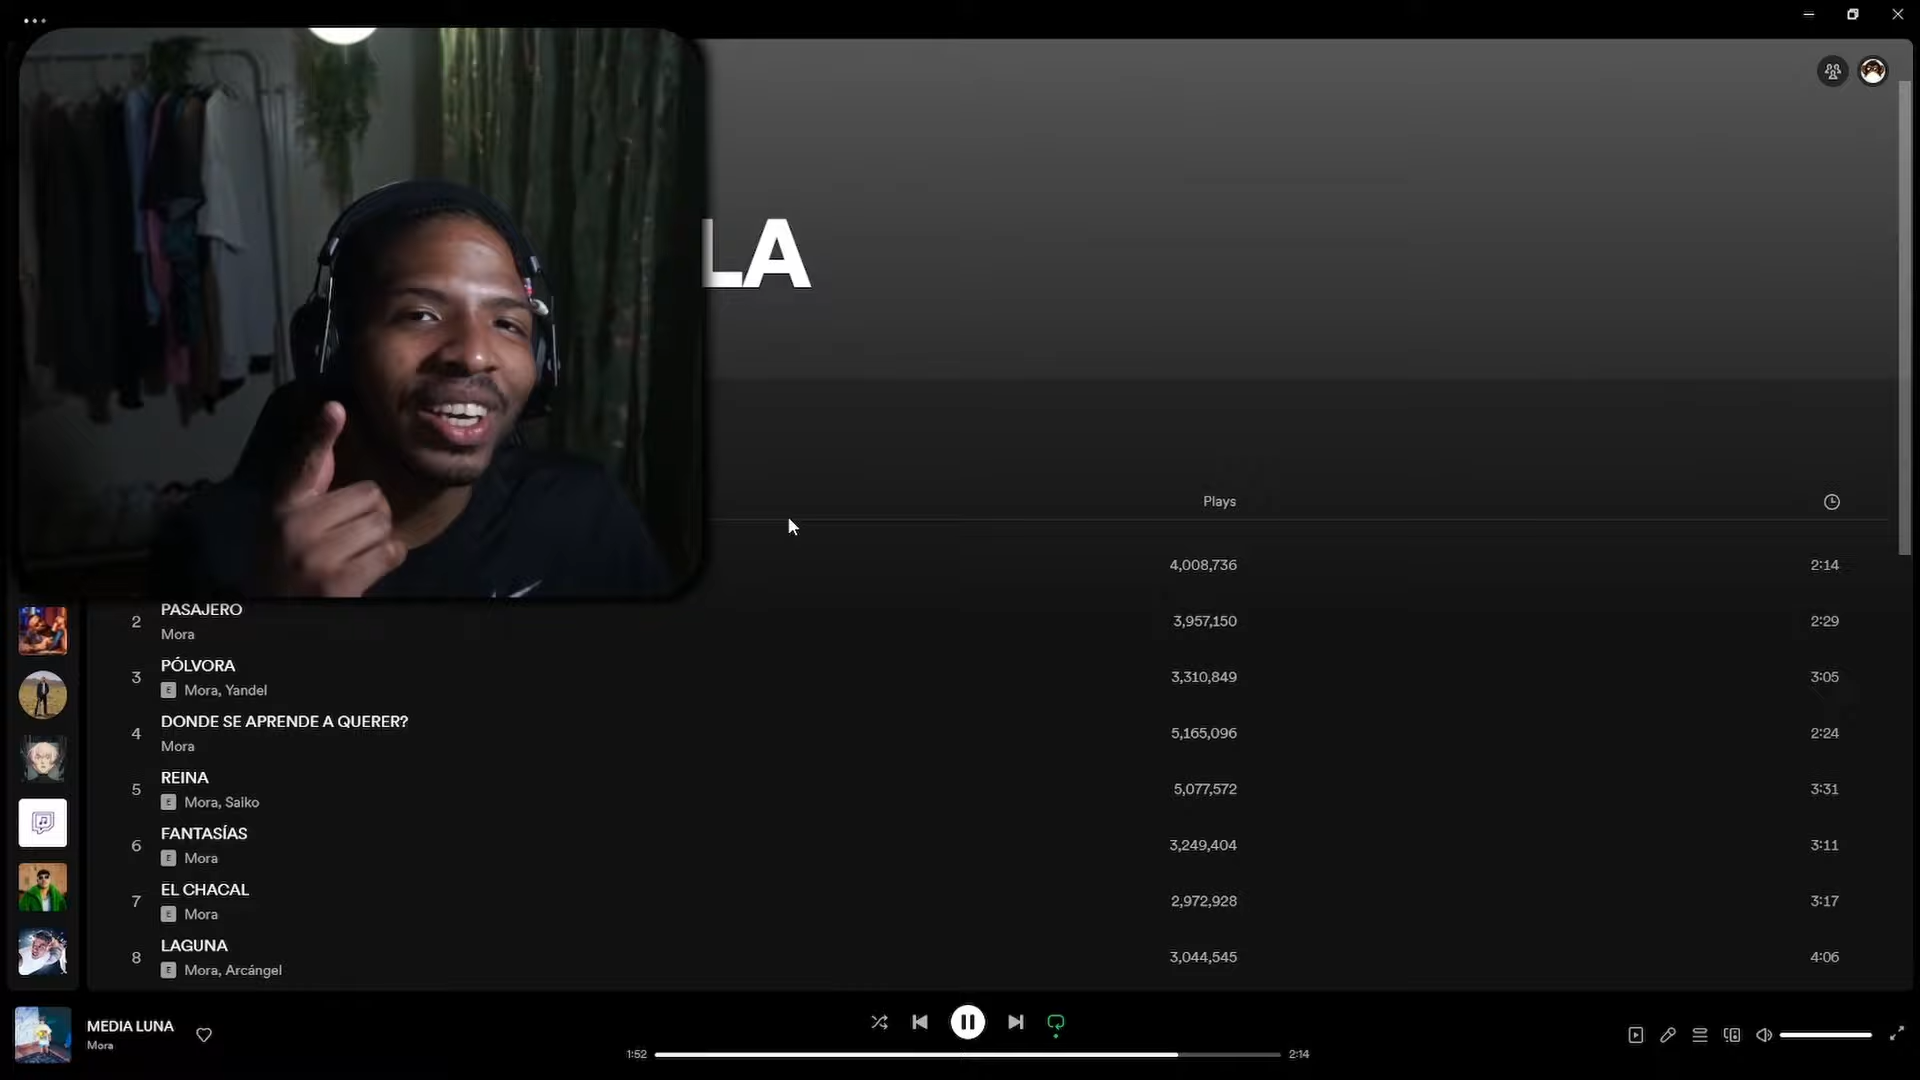 LA
Plays
4,008,736 2:14
2 PASAJERO 3,957,150 2:29
Mora
3 PÓLVORA 3,310,849 3:05
E Mora, Yandel
4 DONDE SE APRENDE A QUERER? 5,165,096 2:24
Mora
5 REINA 5,077,572 3:31
E Mora, Saiko
6 FANTASÍAS 3,249,404 3:11
E Mora
7 EL CHACAL 2,972,928 3:17
E Mora
8 LAGUNA 3,044,545 4:06
E Mora, Arcángel
MEDIA LUNA
Mora
1:52 2:14